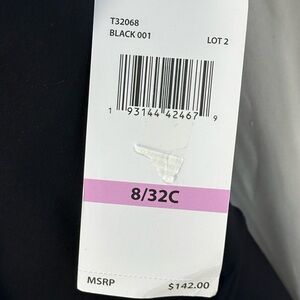 T32068
BLACK 001
LOT 2
1 93144 42467 9
8/32C
MSRP $142.00